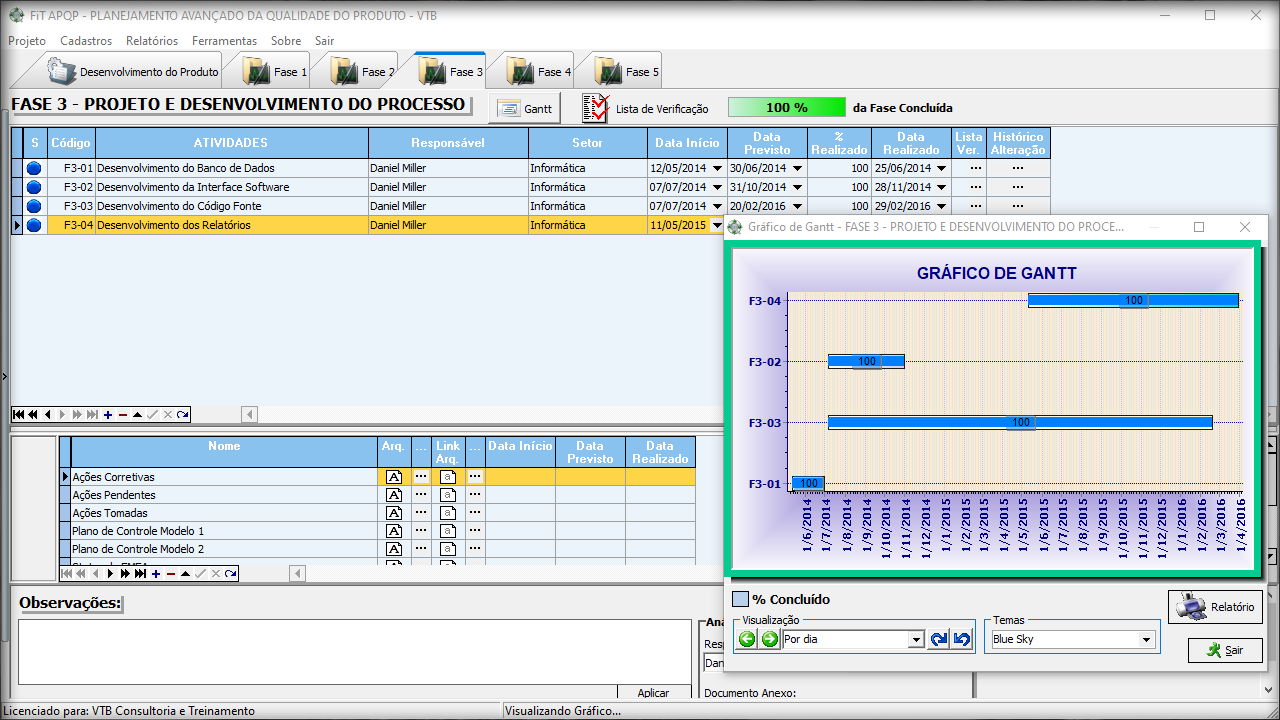 FiT APQP - PLANEJAMENTO AVANÇADO DA QUALIDADE DO PRODUTO - VTB
Projeto Cadastros Relatórios Ferramentas Sobre Sair
Desenvolvimento do Produto Fase 1 Fase 2 Fase 3 Fase 4 Fase 5
FASE 3 - PROJETO E DESENVOLVIMENTO DO PROCESSO Gantt Lista de Verificação 100 % da Fase Concluída
S Código ATIVIDADES Responsável Setor Data Início Data Previsto % Realizado Data Realizado Lista Ver. Histórico Alteração
F3-01 Desenvolvimento do Banco de Dados Daniel Miller Informática 12/05/2014 30/06/2014 100 25/06/2014 ... ...
F3-02 Desenvolvimento da Interface Software Daniel Miller Informática 07/07/2014 31/10/2014 100 28/11/2014 ... ...
F3-03 Desenvolvimento do Código Fonte Daniel Miller Informática 07/07/2014 20/02/2016 100 29/02/2016 ... ...
F3-04 Desenvolvimento dos Relatórios Daniel Miller Informática 11/05/2015
Gráfico de Gantt - FASE 3 - PROJETO E DESENVOLVIMENTO DO PROCE...
GRÁFICO DE GANTT
F3-04 100
F3-02 100
F3-03 100
F3-01 100
1/6/2014 1/7/2014 1/8/2014 1/9/2014 1/10/2014 1/11/2014 1/12/2014 1/1/2015 1/2/2015 1/3/2015 1/4/2015 1/5/2015 1/6/2015 1/7/2015 1/8/2015 1/9/2015 1/10/2015 1/11/2015 1/12/2015 1/1/2016 1/2/2016 1/3/2016 1/4/2016
% Concluído
Visualização
Por dia
Temas
Blue Sky
Relatório
Sair
Nome Arq. ... Link Arq. ... Data Início Data Previsto Data Realizado
Ações Corretivas A ... a ...
Ações Pendentes A ... a ...
Ações Tomadas A ... a ...
Plano de Controle Modelo 1 A ... a ...
Plano de Controle Modelo 2 A ... a ...
Observações:
Aplicar
Documento Anexo:
Licenciado para: VTB Consultoria e Treinamento Visualizando Gráfico...